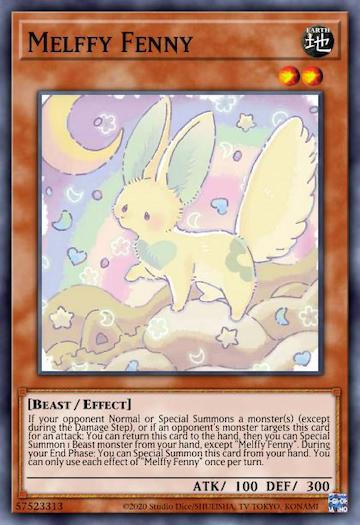 Melffy Fenny
EARTH
地
[Beast / Effect]
If your opponent Normal or Special Summons a monster(s) (except
during the Damage Step), or if an opponent's monster targets this card
for an attack: You can return this card to the hand, then you can Special
Summon 1 Beast monster from your hand, except "Melffy Fenny". During
your End Phase: You can Special Summon this card from your hand. You
can only use each effect of "Melffy Fenny" once per turn.
ATK/ 100 DEF/ 300
57523313
©2020 Studio Dice/SHUEISHA, TV TOKYO, KONAMI